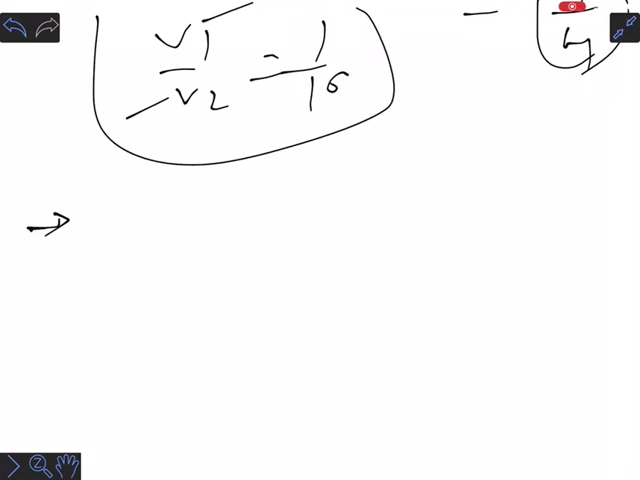 V1 / V2 = 1 / 16